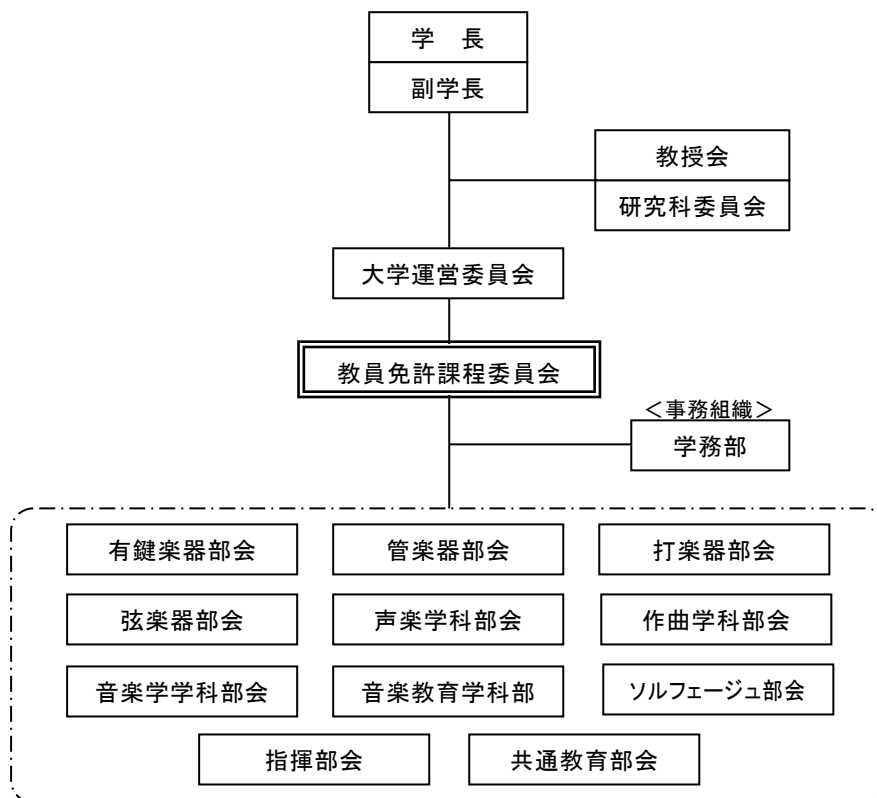 学　長
副学長
教授会
研究科委員会
大学運営委員会
教員免許課程委員会
＜事務組織＞
学務部
有鍵楽器部会
管楽器部会
打楽器部会
弦楽器部会
声楽学科部会
作曲学科部会
音楽学学科部会
音楽教育学科部
ソルフェージュ部会
指揮部会
共通教育部会